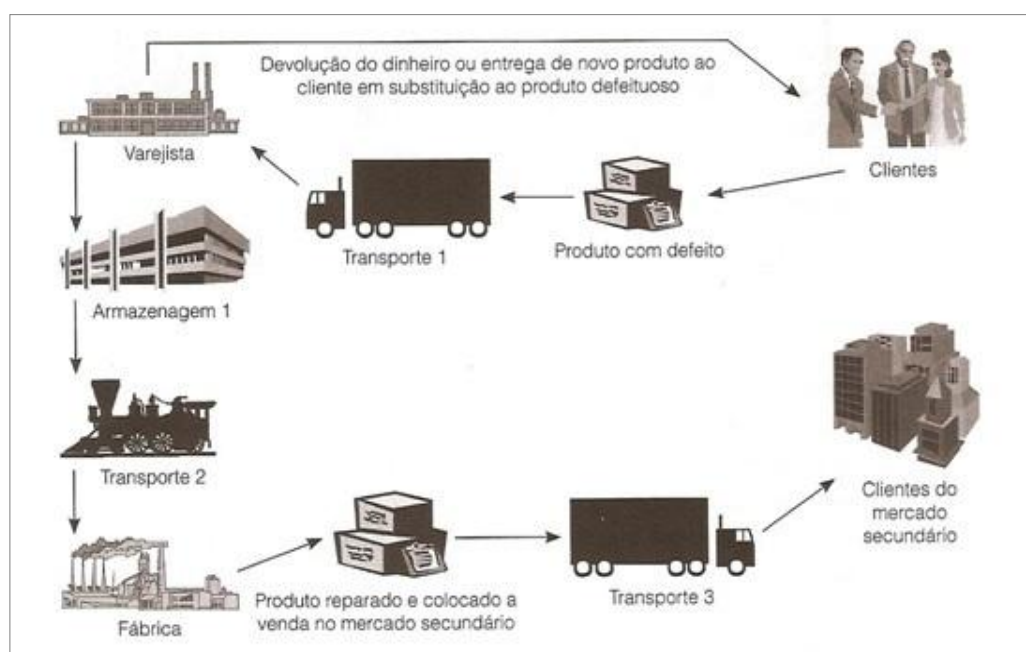 Devolução do dinheiro ou entrega de novo produto ao
cliente em substituição ao produto defeituoso
Varejista
Clientes
Transporte 1
Produto com defeito
Armazenagem 1
Transporte 2
Clientes do
mercado
secundário
Produto reparado e colocado a
venda no mercado secundário
Transporte 3
Fábrica